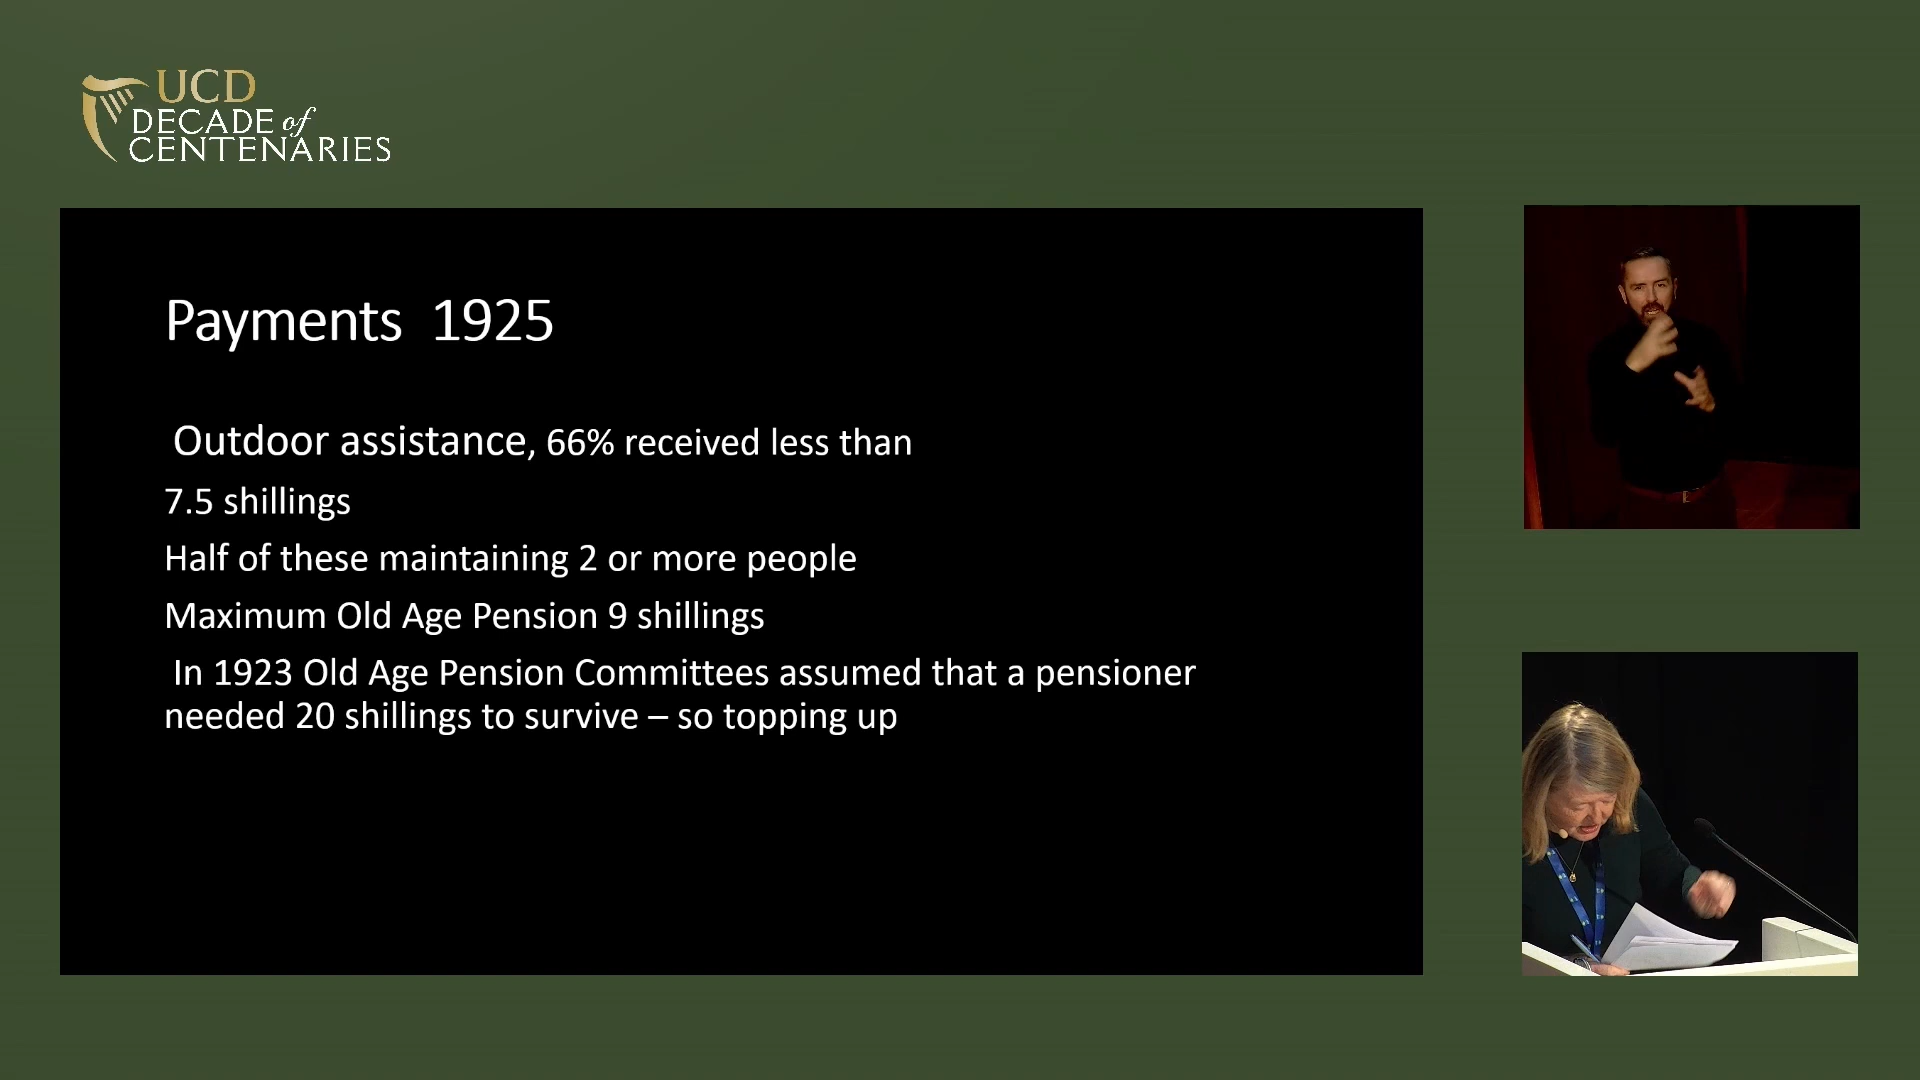 UCD
DECADE of
CENTENARIES
Payments 1925
Outdoor assistance, 66% received less than
7.5 shillings
Half of these maintaining 2 or more people
Maximum Old Age Pension 9 shillings
In 1923 Old Age Pension Committees assumed that a pensioner
needed 20 shillings to survive – so topping up